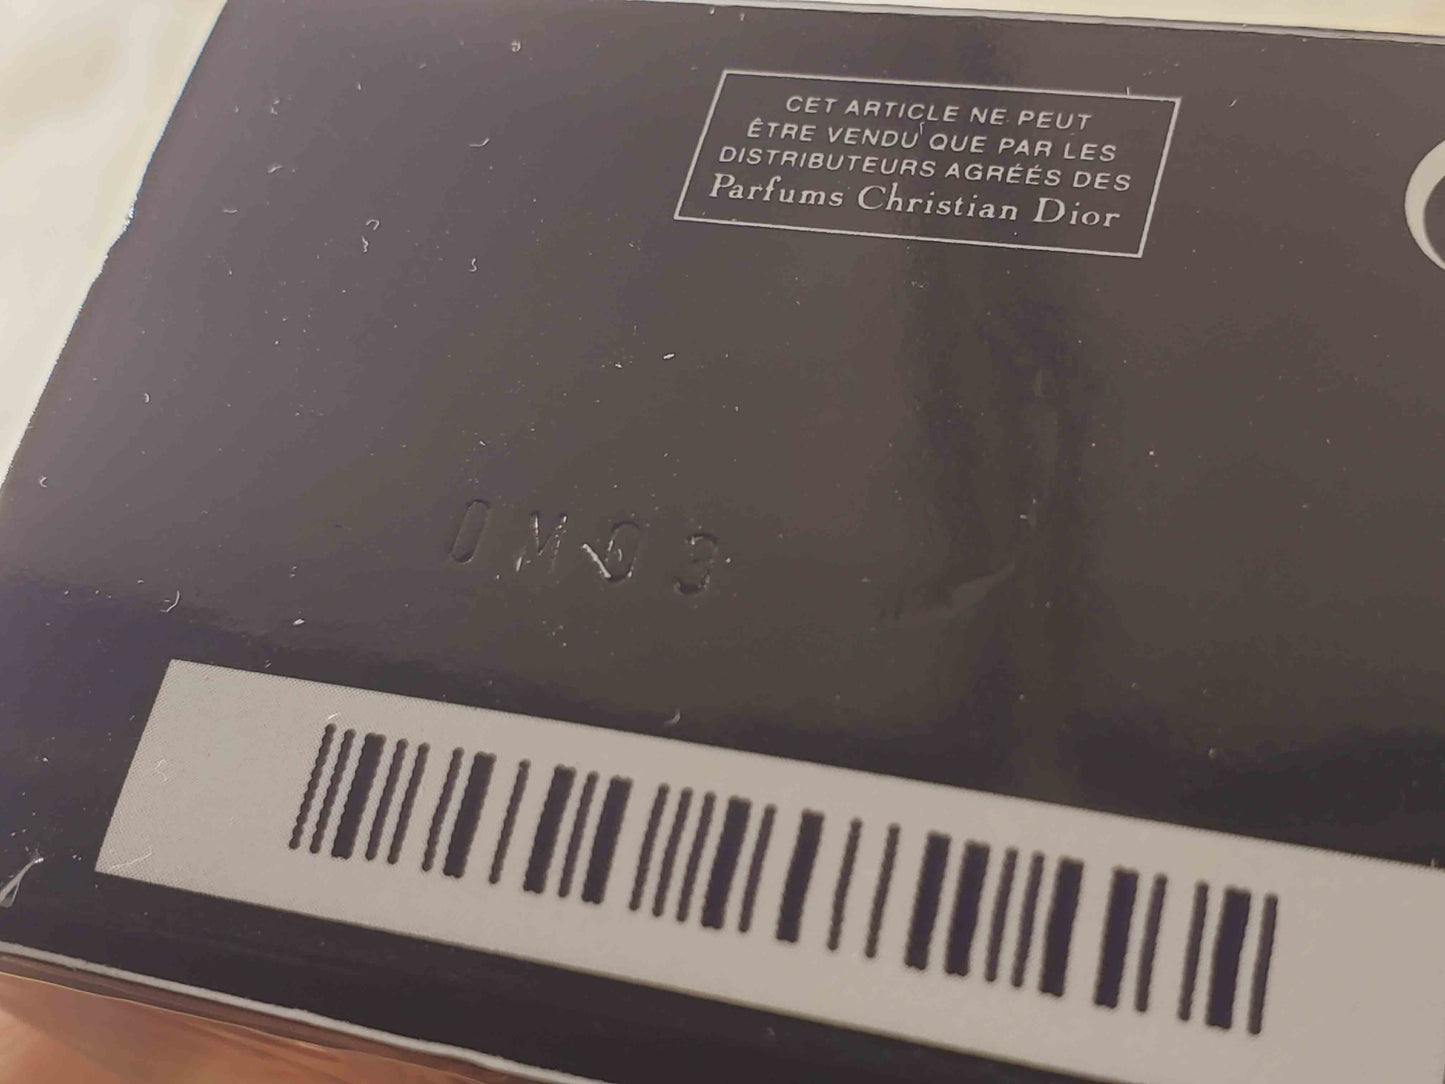 CET ARTICLE NE PEUT
ÊTRE VENDU QUE PAR LES
DISTRIBUTEURS AGRÉÉS DES
Parfums Christian Dior
0M03